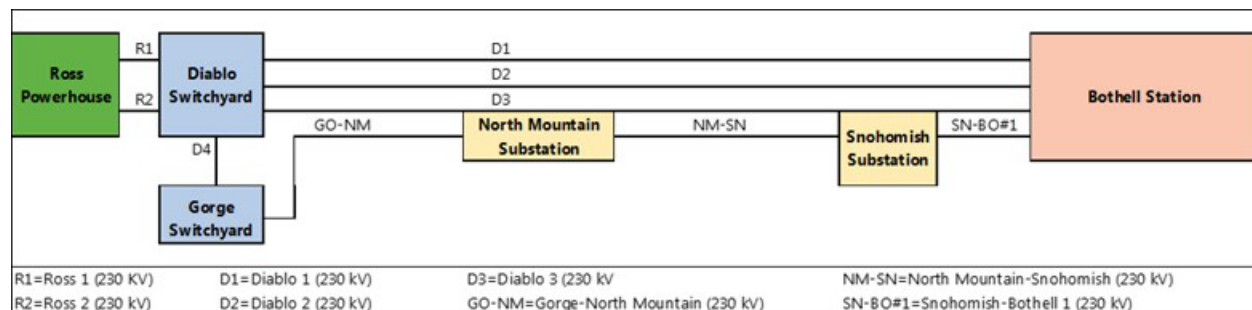 R1
D1
Ross
Powerhouse
Diablo
Switchyard
D2
Bothell Station
R2
D3
GO-NM
North Mountain
Substation
NM-SN
Snohomish
Substation
SN-BO#1
D4
Gorge
Switchyard
R1=Ross 1 (230 KV) D1=Diablo 1 (230 kV) D3=Diablo 3 (230 kV NM-SN=North Mountain-Snohomish (230 kV)
R2=Ross 2 (230 KV) D2=Diablo 2 (230 kV) GO-NM=Gorge-North Mountain (230 kV) SN-BO#1=Snohomish-Bothell 1 (230 kV)